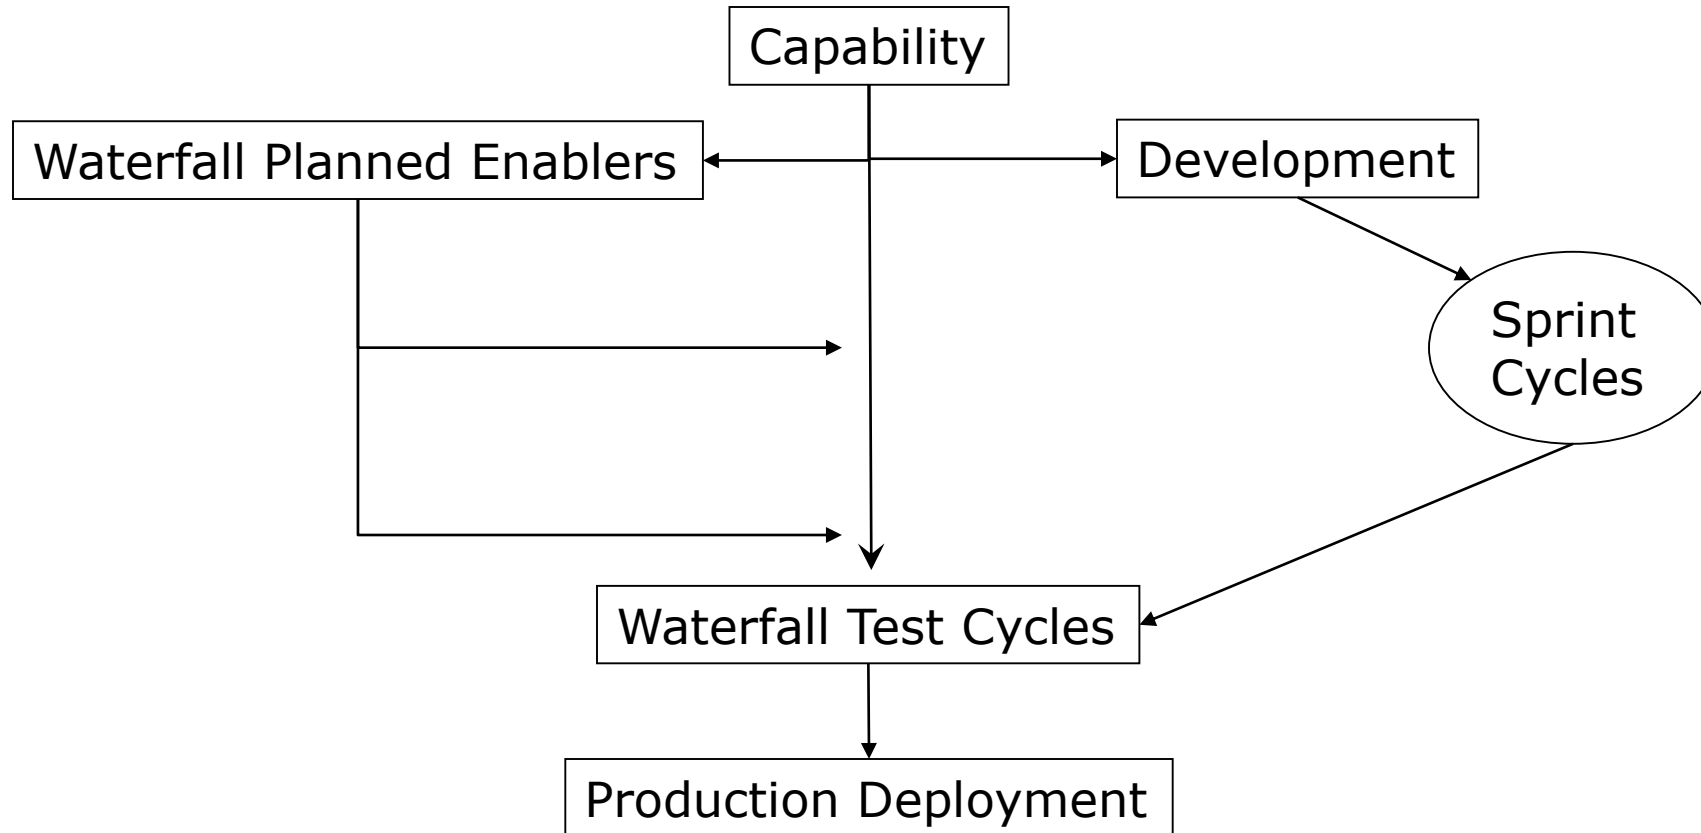 Capability
Waterfall Planned Enablers
Development
Sprint
Cycles
Waterfall Test Cycles
Production Deployment